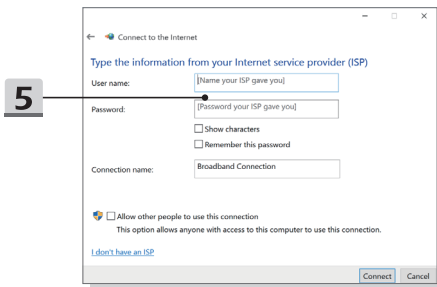 Connect to the Internet
Type the information from your Internet service provider (ISP)
User name:
[Name your ISP gave you]
5
Password:
[Password your ISP gave you]
Show characters
Remember this password
Connection name:
Broadband Connection
Allow other people to use this connection
This option allows anyone with access to this computer to use this connection.
I don't have an ISP
Connect
Cancel